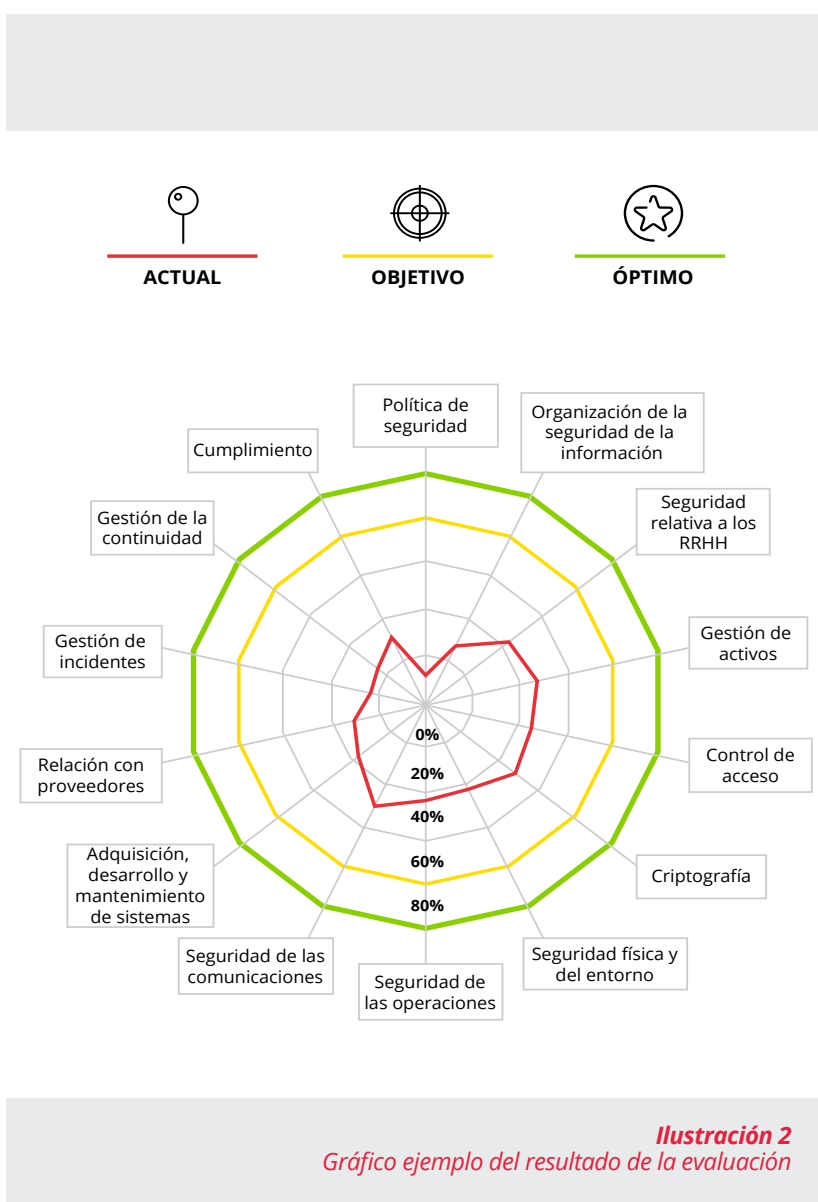 ACTUAL
OBJETIVO
ÓPTIMO
Política de
seguridad
Organización de la
seguridad de la
información
Seguridad
relativa a los
RRHH
Gestión de
activos
Control de
acceso
Criptografía
Seguridad física y
del entorno
Seguridad de
las operaciones
Seguridad de las
comunicaciones
Adquisición,
desarrollo y
mantenimiento
de sistemas
Relación con
proveedores
Gestión de
incidentes
Gestión de la
continuidad
Cumplimiento
0%
20%
40%
60%
80%
Ilustración 2
Gráfico ejemplo del resultado de la evaluación